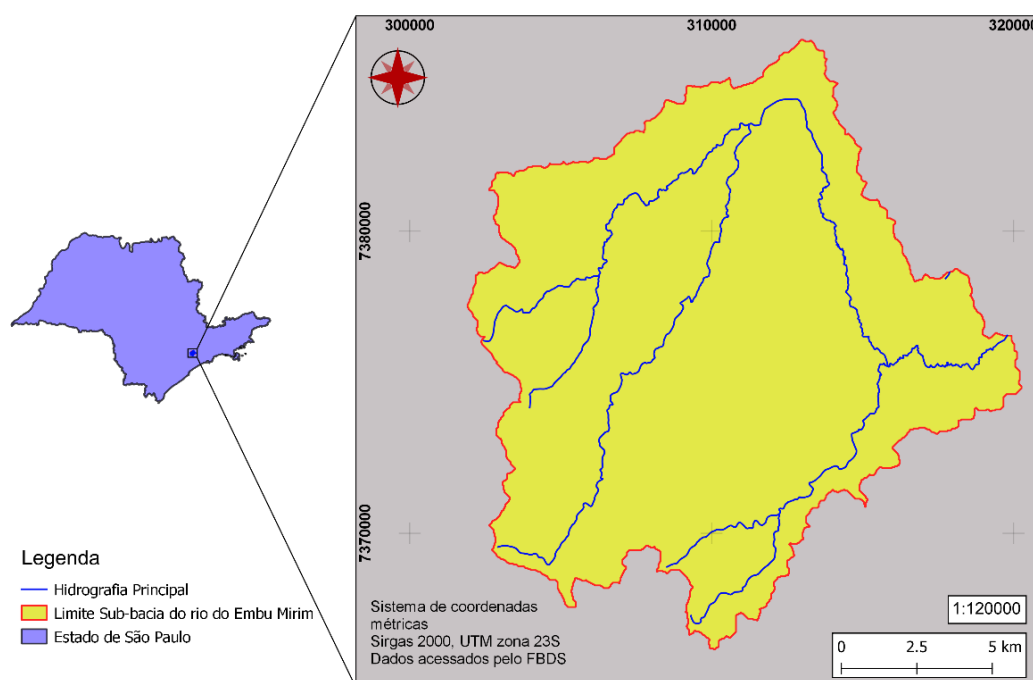 300000
310000
320000
7380000
7370000
Legenda
Hidrografia Principal
Limite Sub-bacia do rio do Embu Mirim
Estado de São Paulo
Sistema de coordenadas
métricas
Sirgas 2000, UTM zona 23S
Dados acessados pelo FBDS
1:120000
0 2.5 5 km